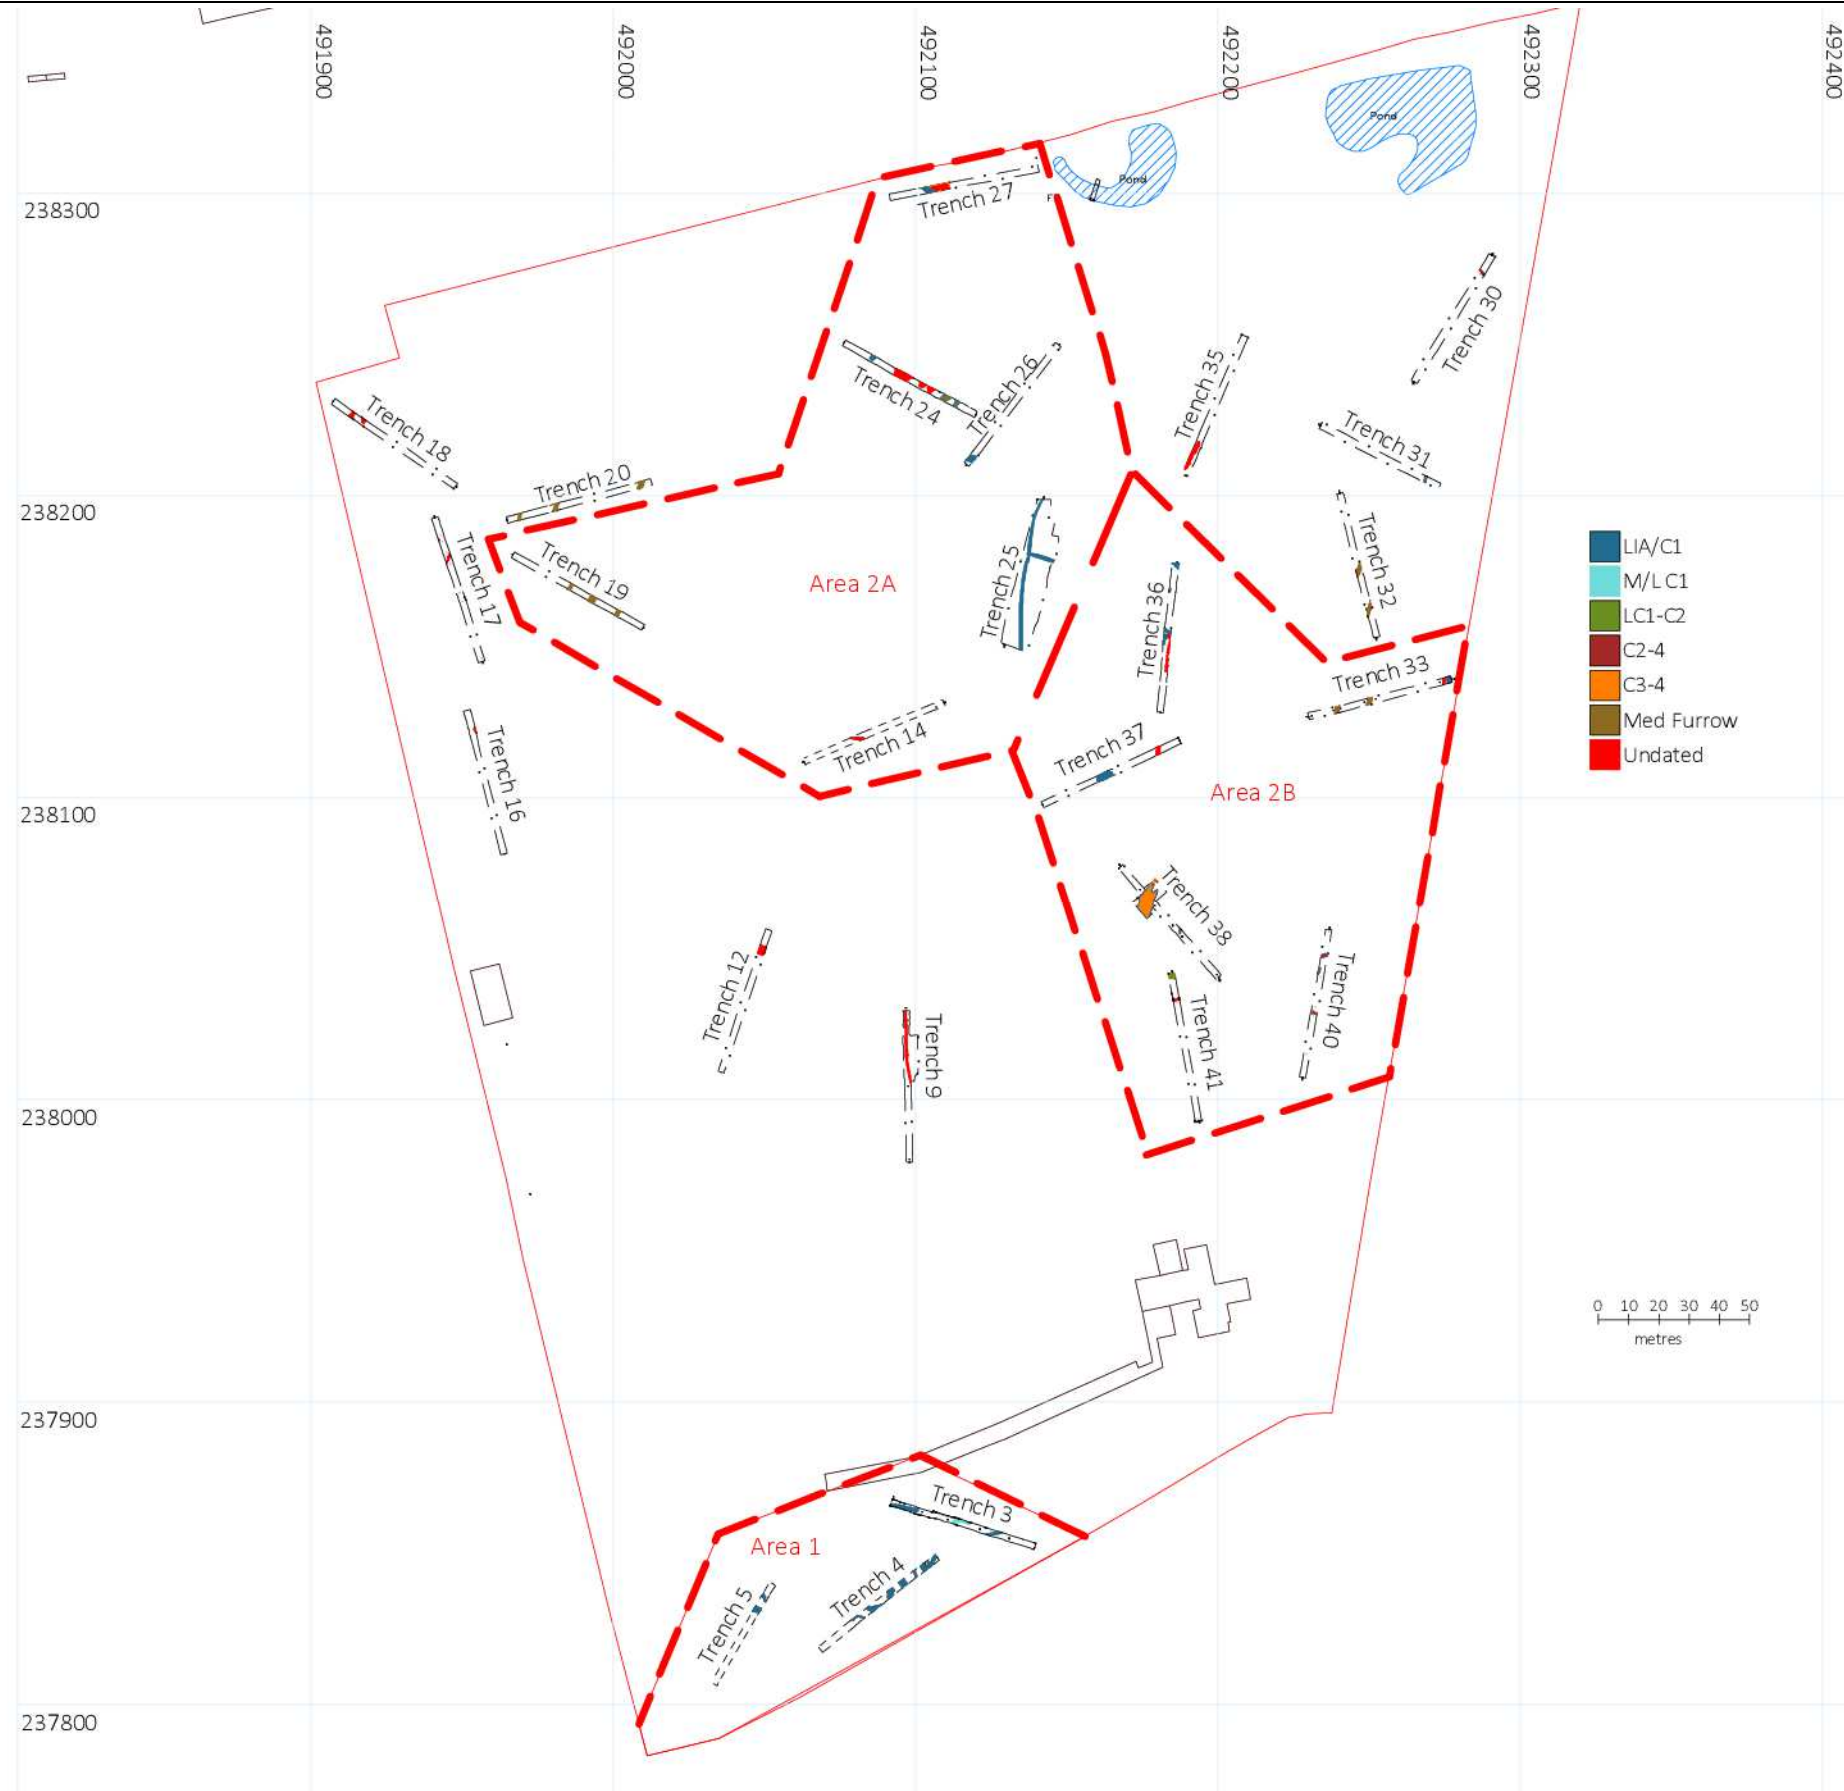 491900
492000
492100
492200
492300
492400
Pond
Pond
238300
Trench 27
F
Trench 30
Trench 35
Trench 26
Trench 24
Trench 18
Trench 31
Trench 20
238200
Trench 17
Trench 19
Area 2A
Trench 25
Trench 36
Trench 32
LIA/C1
M/L C1
LC1-C2
C2-4
C3-4
Med Furrow
Undated
Trench 33
Trench 14
Trench 37
Trench 16
Area 2B
238100
Trench 38
Trench 12
Trench 9
Trench 41
Trench 40
238000
0 10 20 30 40 50
metres
237900
Trench 3
Area 1
Trench 4
Trench 5
237800